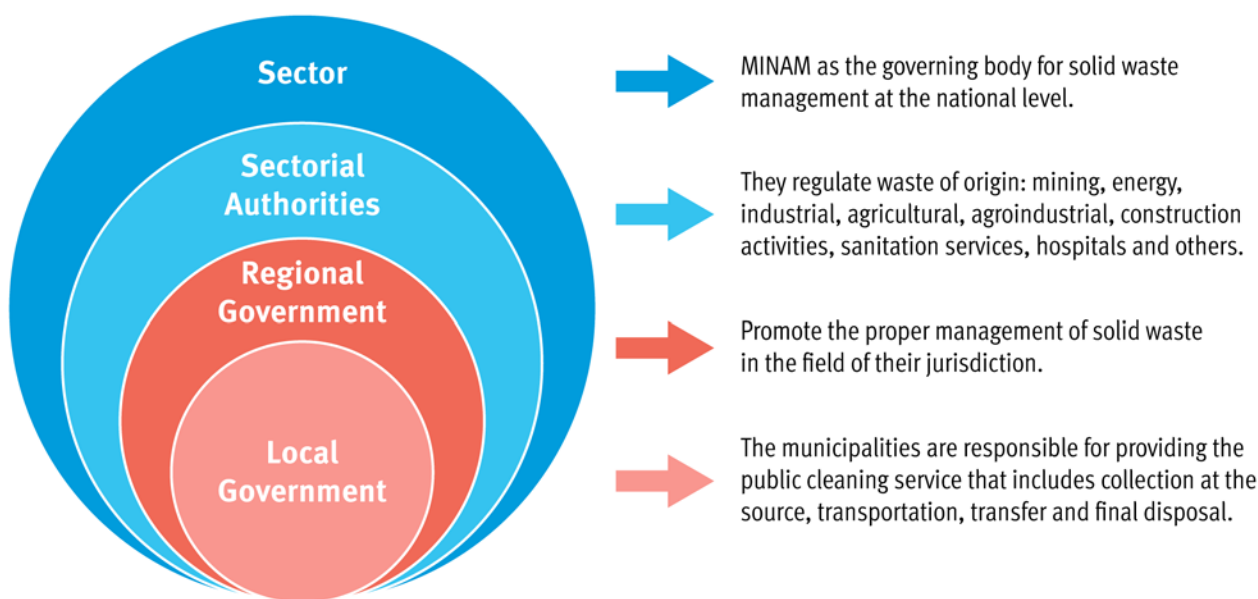 Sector
MINAM as the governing body for solid waste
management at the national level.
Sectorial
Authorities
They regulate waste of origin: mining, energy,
industrial, agricultural, agroindustrial, construction
activities, sanitation services, hospitals and others.
Regional
Government
Promote the proper management of solid waste
in the field of their jurisdiction.
Local
Government
The municipalities are responsible for providing the
public cleaning service that includes collection at the
source, transportation, transfer and final disposal.